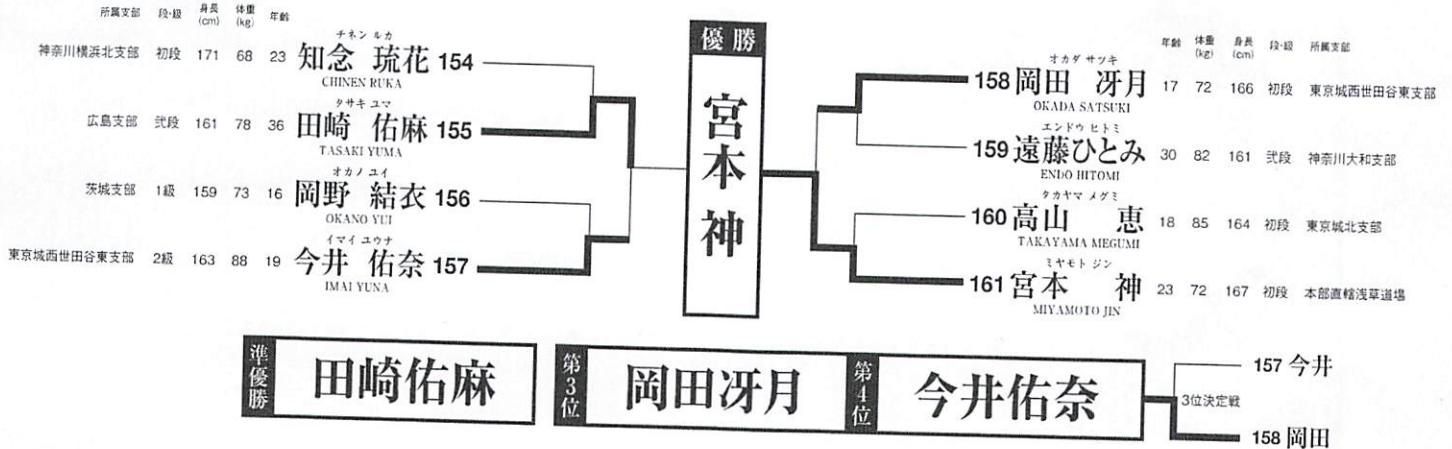 所属支部 段・級 身長(cm) 体重(kg) 年齢
チネン ルカ
神奈川横浜北支部 初段 171 68 23 知念 琉花 154
CHINEN RUKA
タサキ ユマ
広島支部 弐段 161 78 36 田崎 佑麻 155
TASAKI YUMA
オカノ ユイ
茨城支部 1級 159 73 16 岡野 結衣 156
OKANO YUI
イマイ ユウナ
東京城西世田谷東支部 2級 163 88 19 今井 佑奈 157
IMAI YUNA
優勝
宮本 神
年齢 体重(kg) 身長(cm) 段・級 所属支部
オカダ サツキ
158 岡田 冴月 17 72 166 初段 東京城西世田谷東支部
OKADA SATSUKI
エンドウ ヒトミ
159 遠藤ひとみ 30 82 161 弐段 神奈川大和支部
ENDO HITOMI
タカヤマ メグミ
160 高山 恵 18 85 164 初段 東京城北支部
TAKAYAMA MEGUMI
ミヤモト ジン
161 宮本 神 23 72 167 初段 本部直轄浅草道場
MIYAMOTO JIN
準優勝 田崎佑麻
第3位 岡田冴月
第4位 今井佑奈
157 今井
3位決定戦
158 岡田